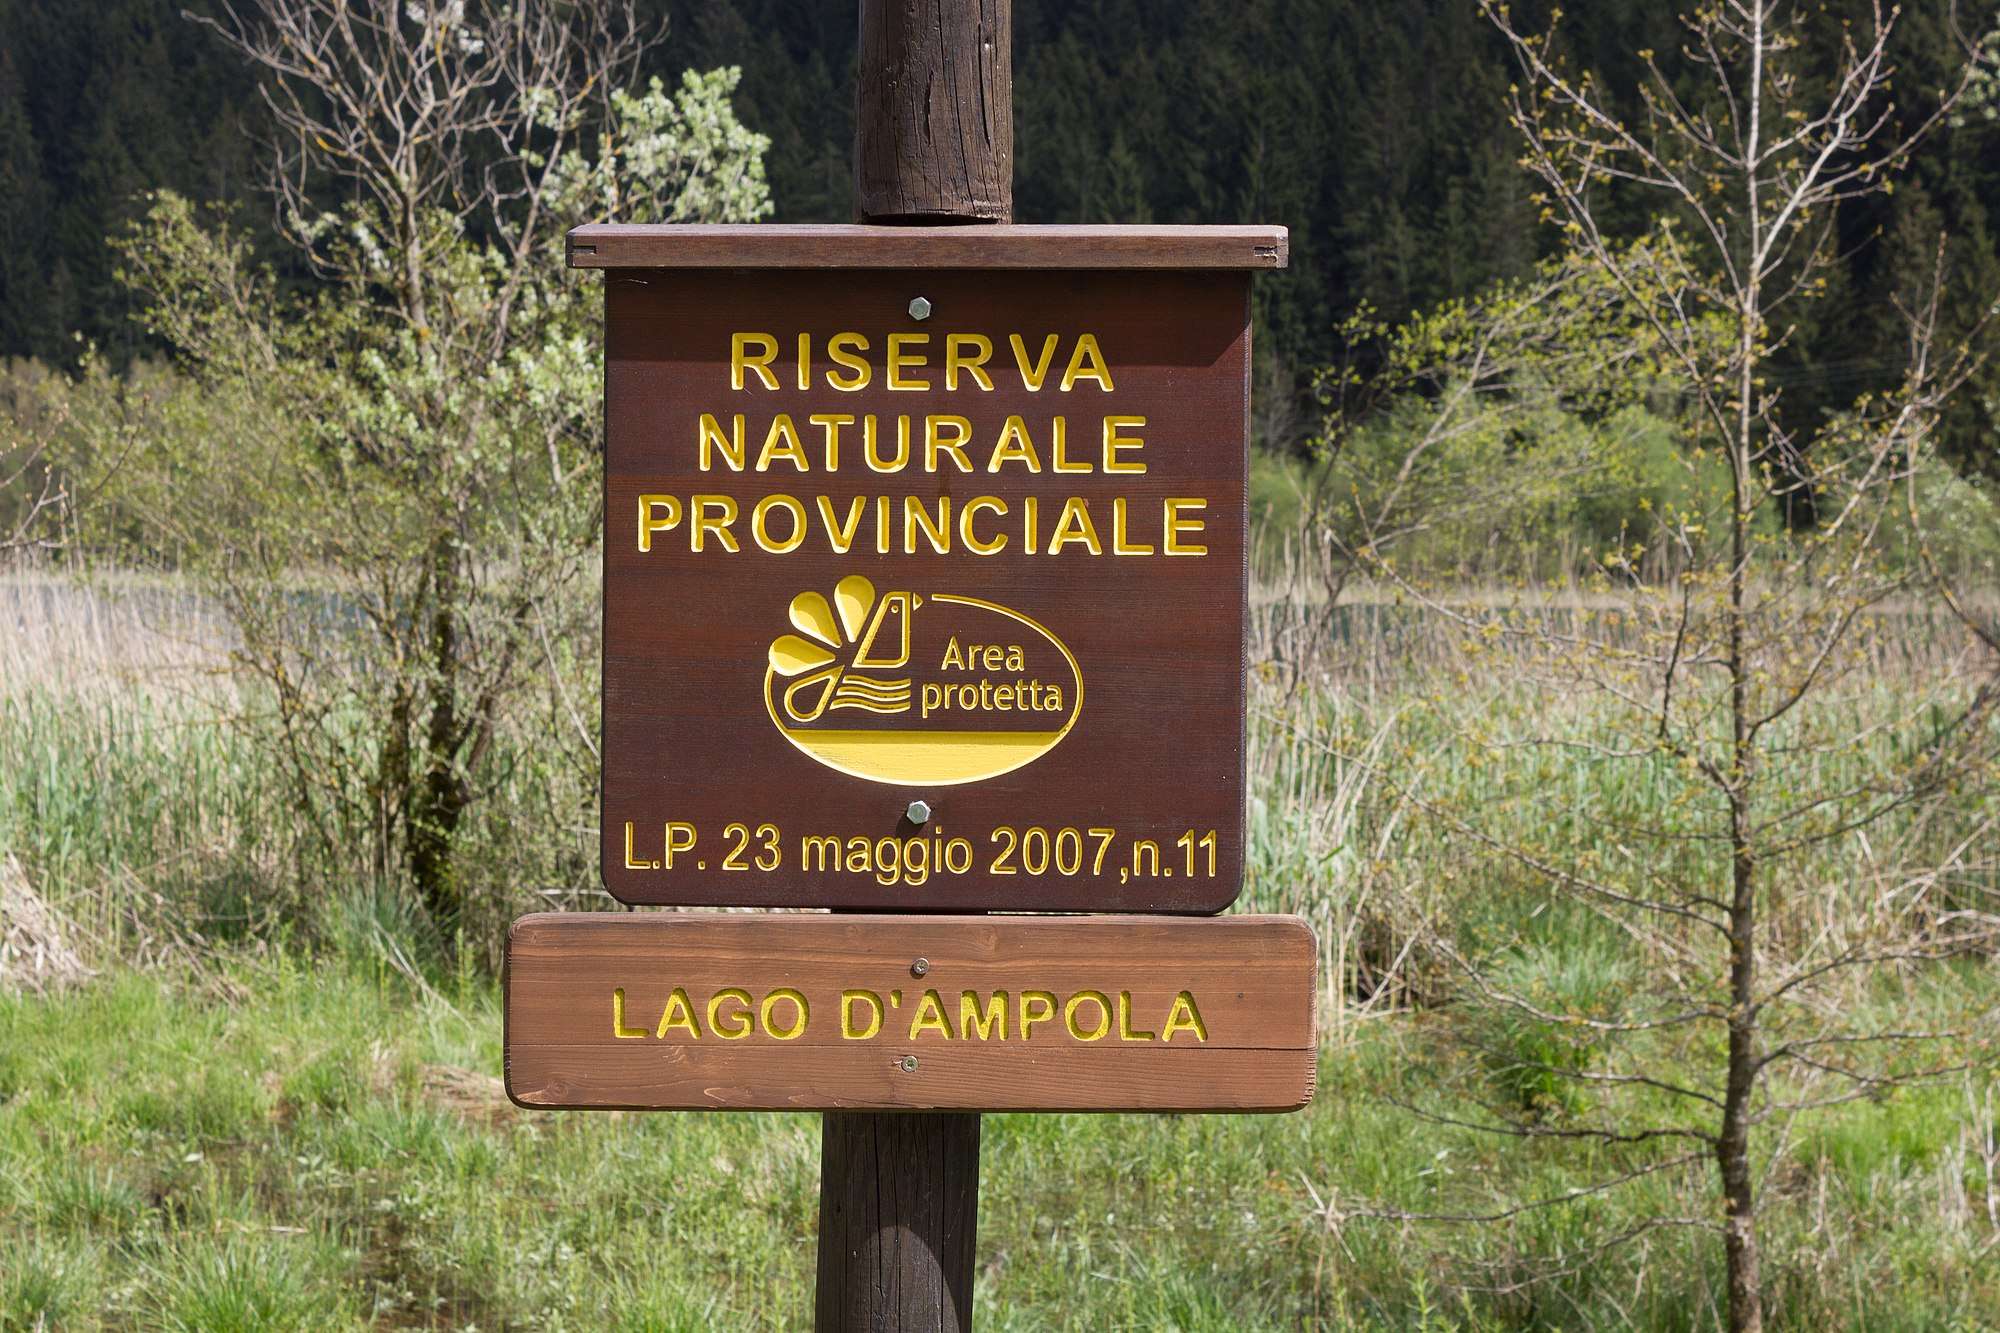 RISERVA
NATURALE
PROVINCIALE
Area
protetta
L.P. 23 maggio 2007,n.11
LAGO D'AMPOLA